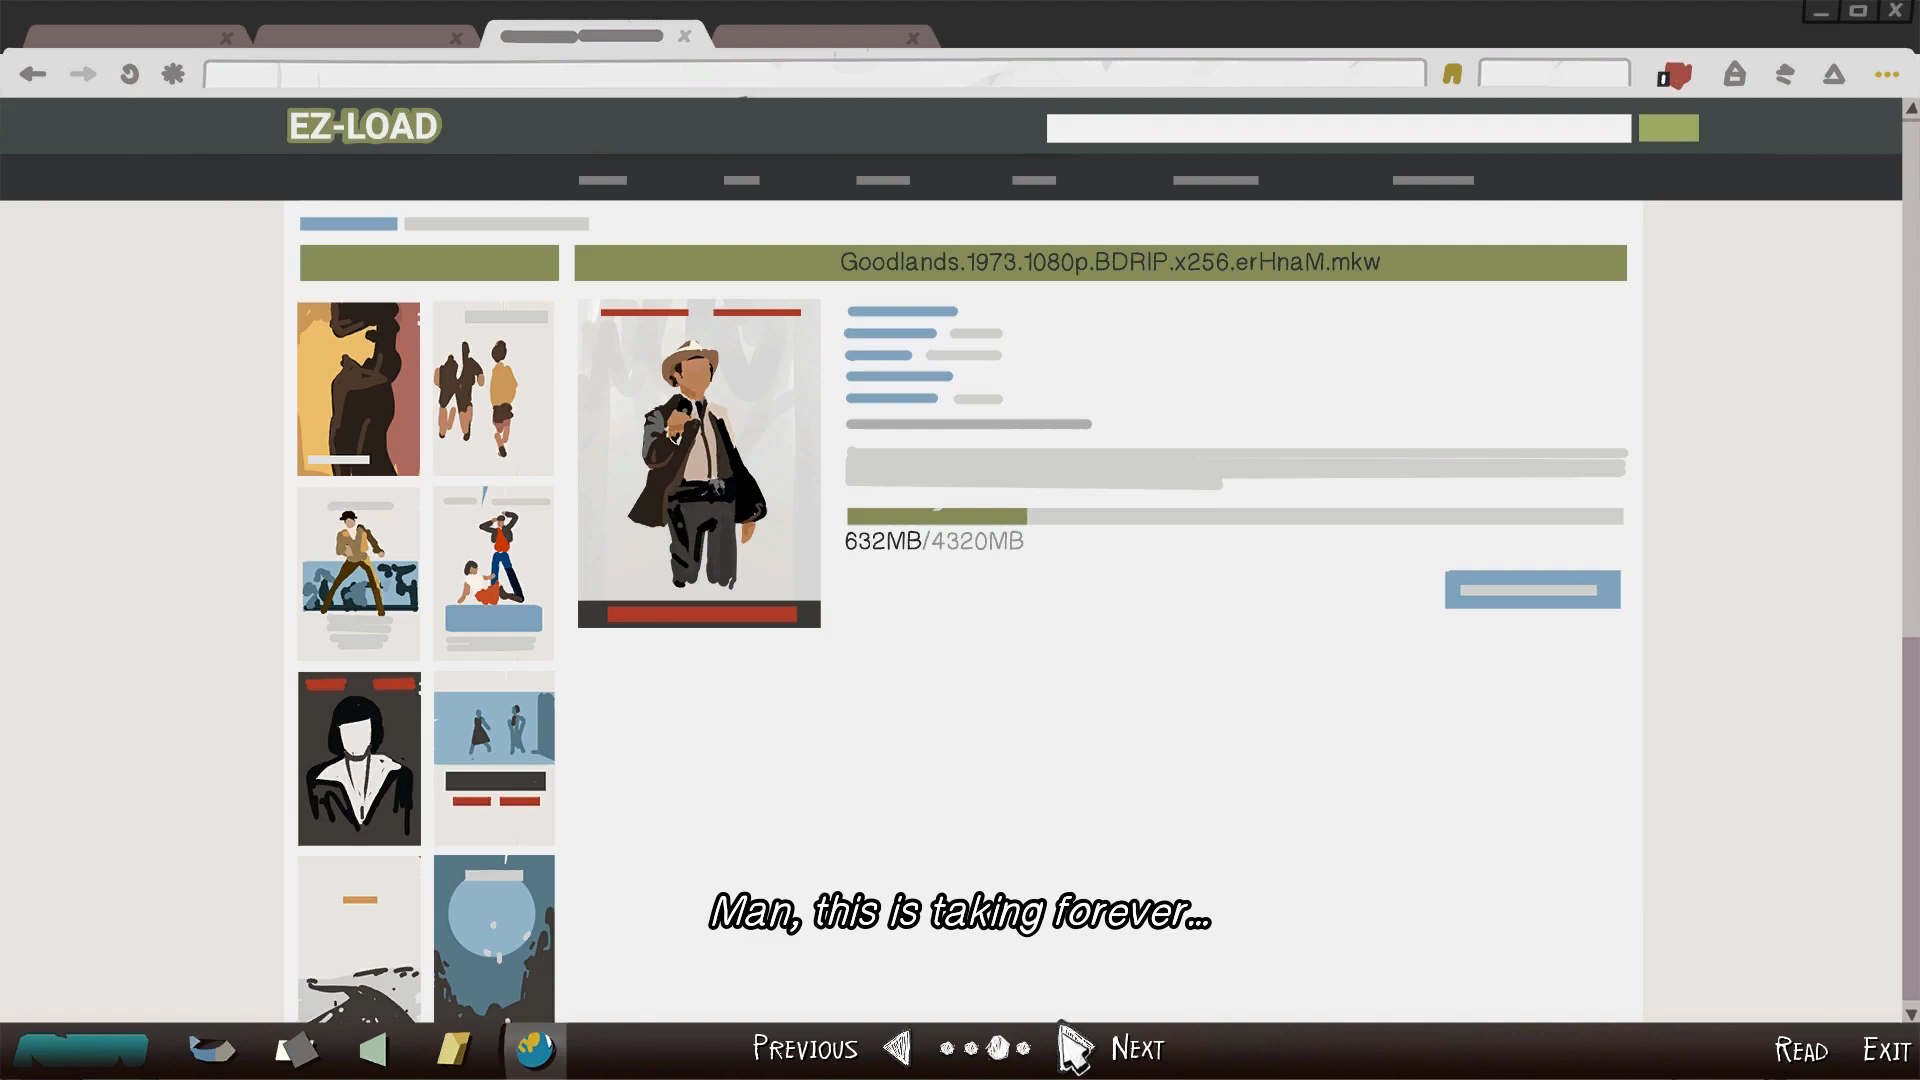 EZ-LOAD
Goodlands.1973.1080p.BDRIP.x256.erHnaM.mkw
632MB/4320MB
Man, this is taking forever...
PREVIOUS NEXT READ EXIT